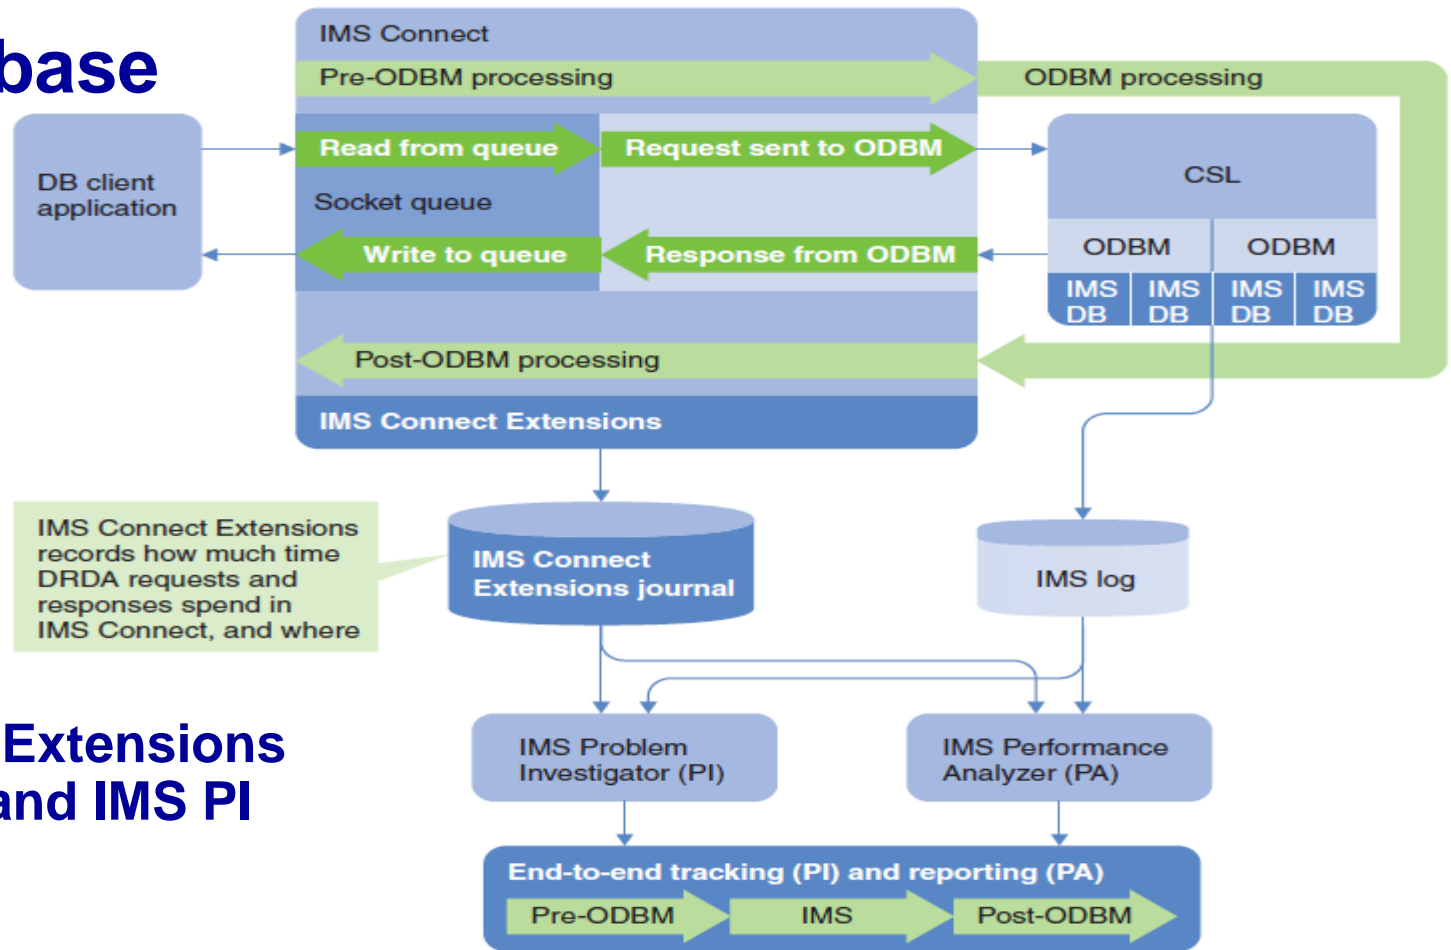 base
IMS Connect
Pre-ODBM processing
ODBM processing
DB client
application
Read from queue
Request sent to ODBM
Socket queue
Write to queue
Response from ODBM
CSL
ODBM
ODBM
IMS
DB
IMS
DB
IMS
DB
IMS
DB
Post-ODBM processing
IMS Connect Extensions
IMS Connect Extensions
records how much time
DRDA requests and
responses spend in
IMS Connect, and where
IMS Connect
Extensions journal
IMS log
Extensions
and IMS PI
IMS Problem
Investigator (PI)
IMS Performance
Analyzer (PA)
End-to-end tracking (PI) and reporting (PA)
Pre-ODBM
IMS
Post-ODBM